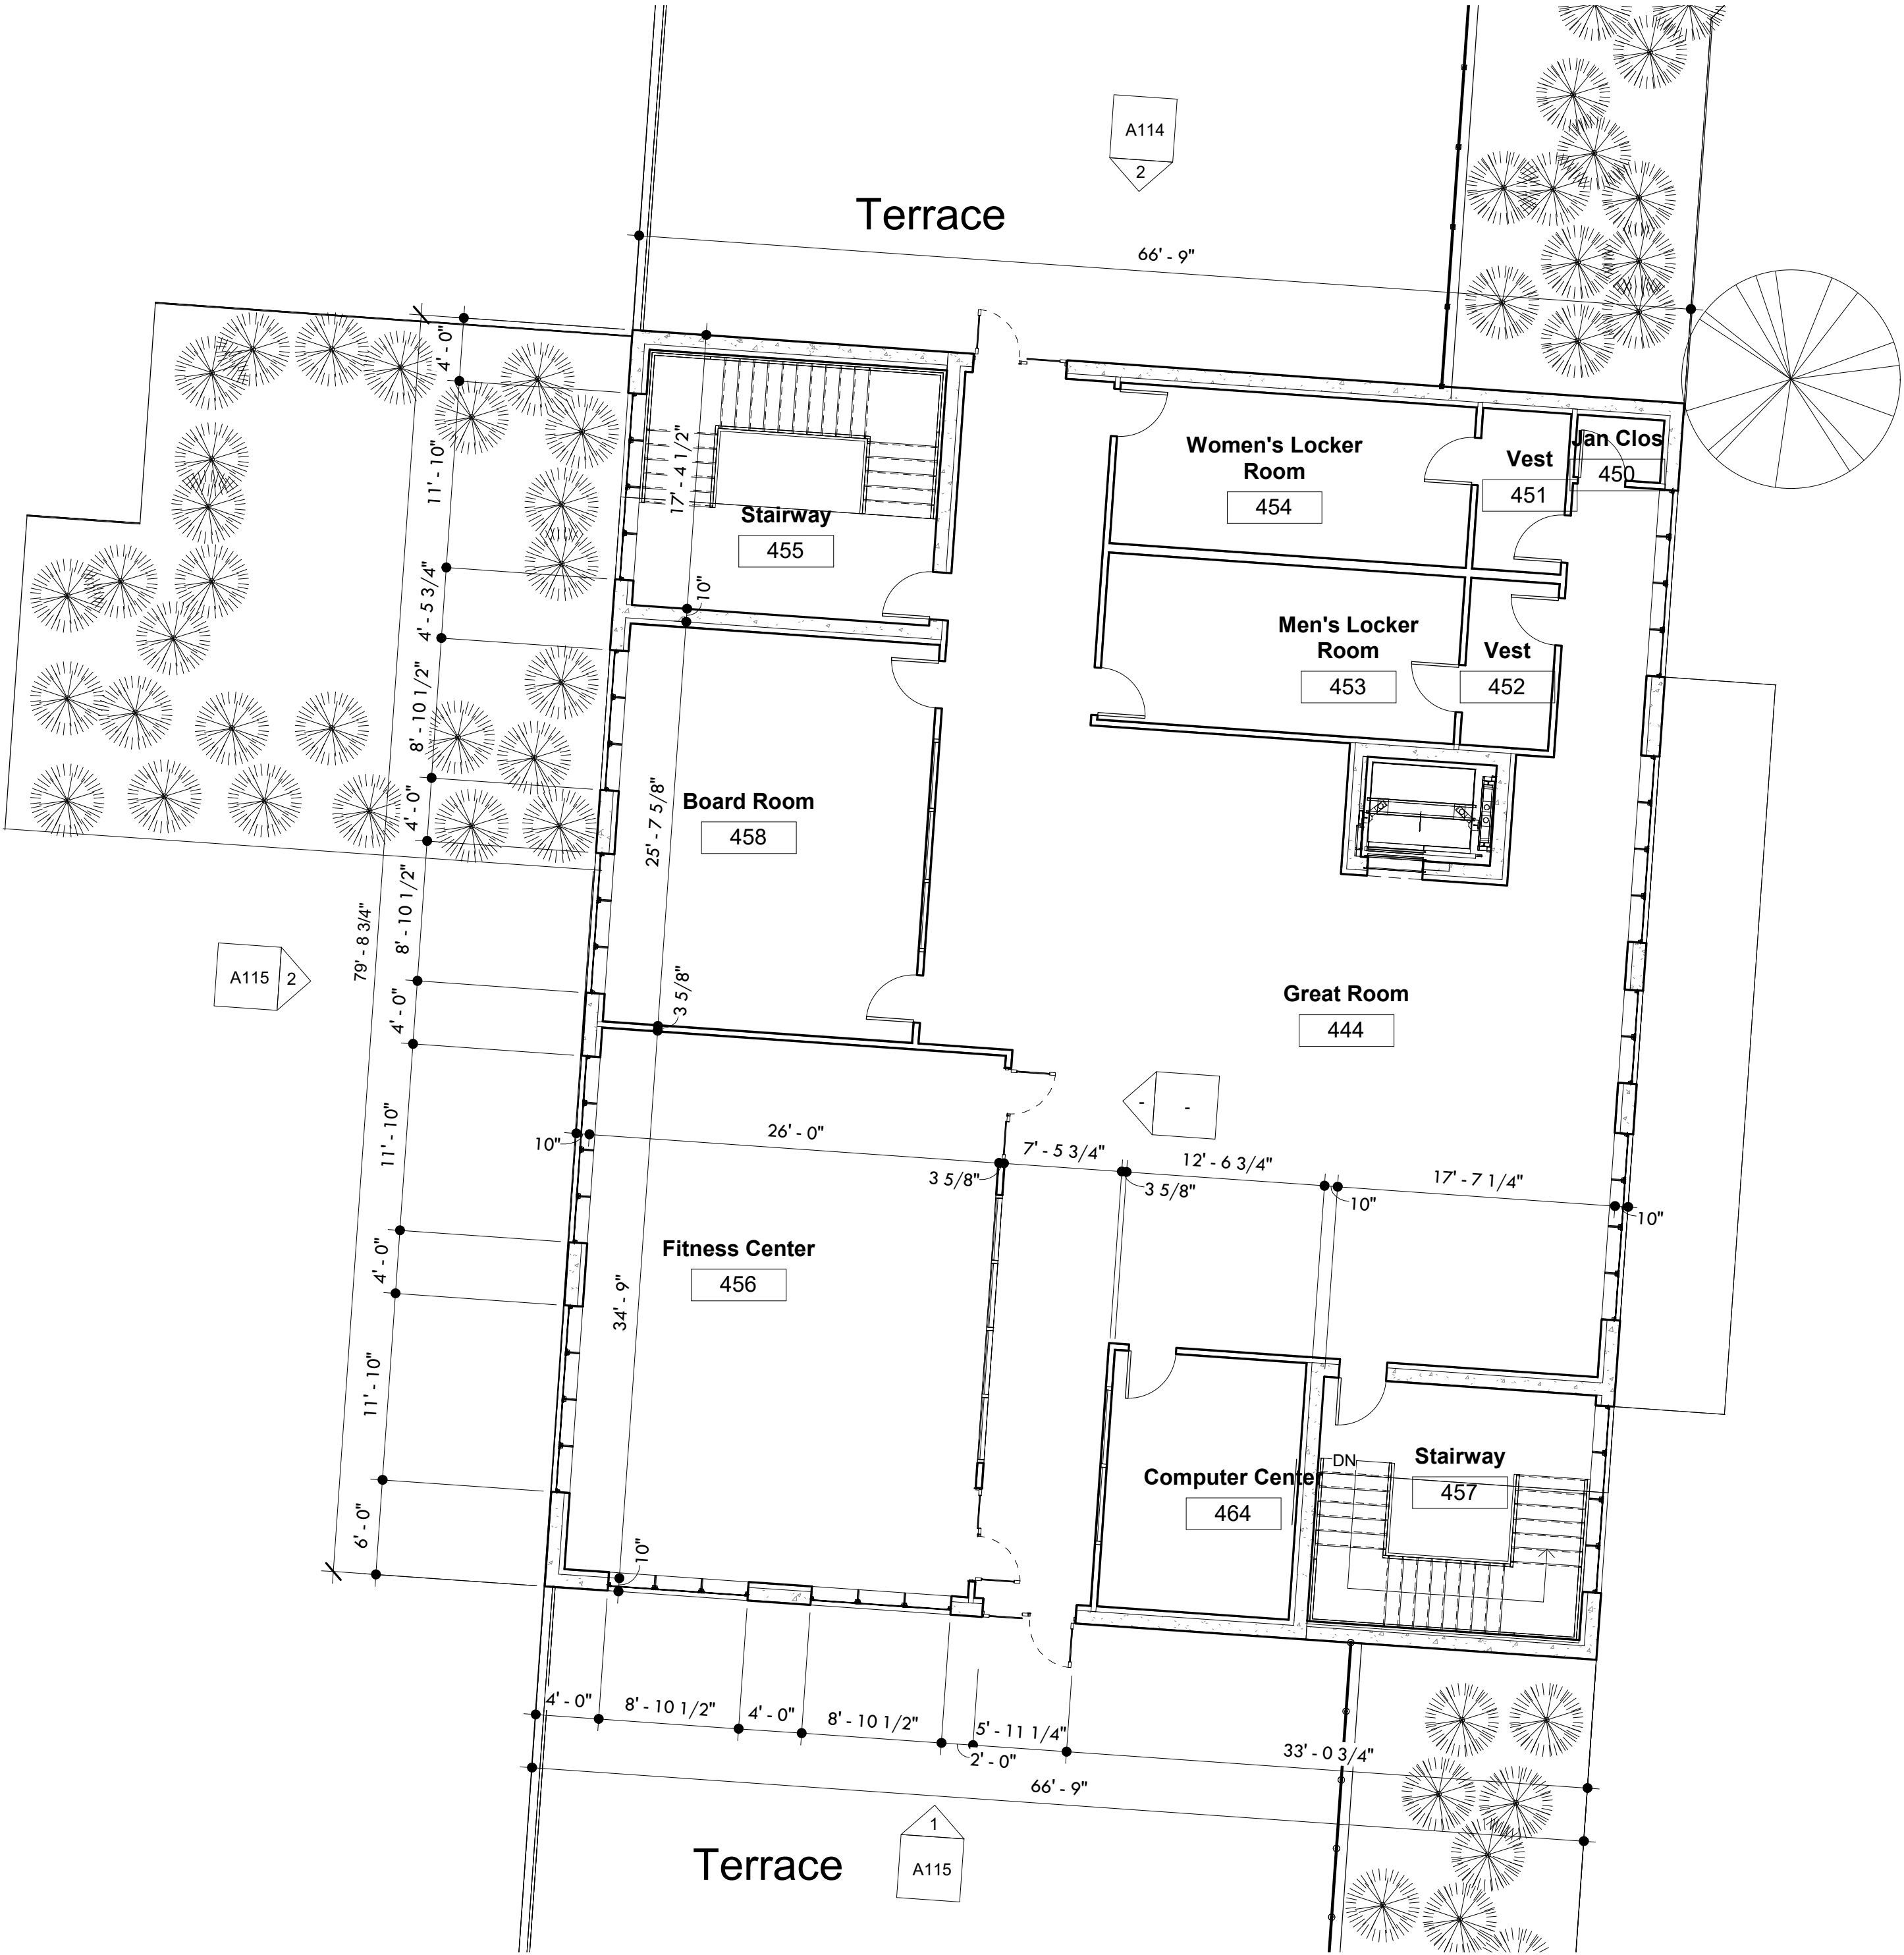 A114
2
Terrace
66' - 9"
4' - 0"
11' - 10"
4' - 5 3/4"
8' - 10 1/2"
4' - 0"
8' - 10 1/2"
4' - 0"
11' - 10"
4' - 0"
11' - 10"
6' - 0"
79' - 8 3/4"
17' - 4 1/2"
10"
25' - 7 5/8"
3 5/8"
34' - 9"
10"
Stairway
455
Women's Locker
Room
454
Vest
451
Jan Clos
450
Men's Locker
Room
453
Vest
452
Board Room
458
A115
2
Great Room
444
-
-
10"
26' - 0"
3 5/8"
7' - 5 3/4"
3 5/8"
12' - 6 3/4"
10"
17' - 7 1/4"
10"
Fitness Center
456
Computer Center
464
DN
Stairway
457
4' - 0"
8' - 10 1/2"
4' - 0"
8' - 10 1/2"
2' - 0"
5' - 11 1/4"
33' - 0 3/4"
66' - 9"
1
A115
Terrace